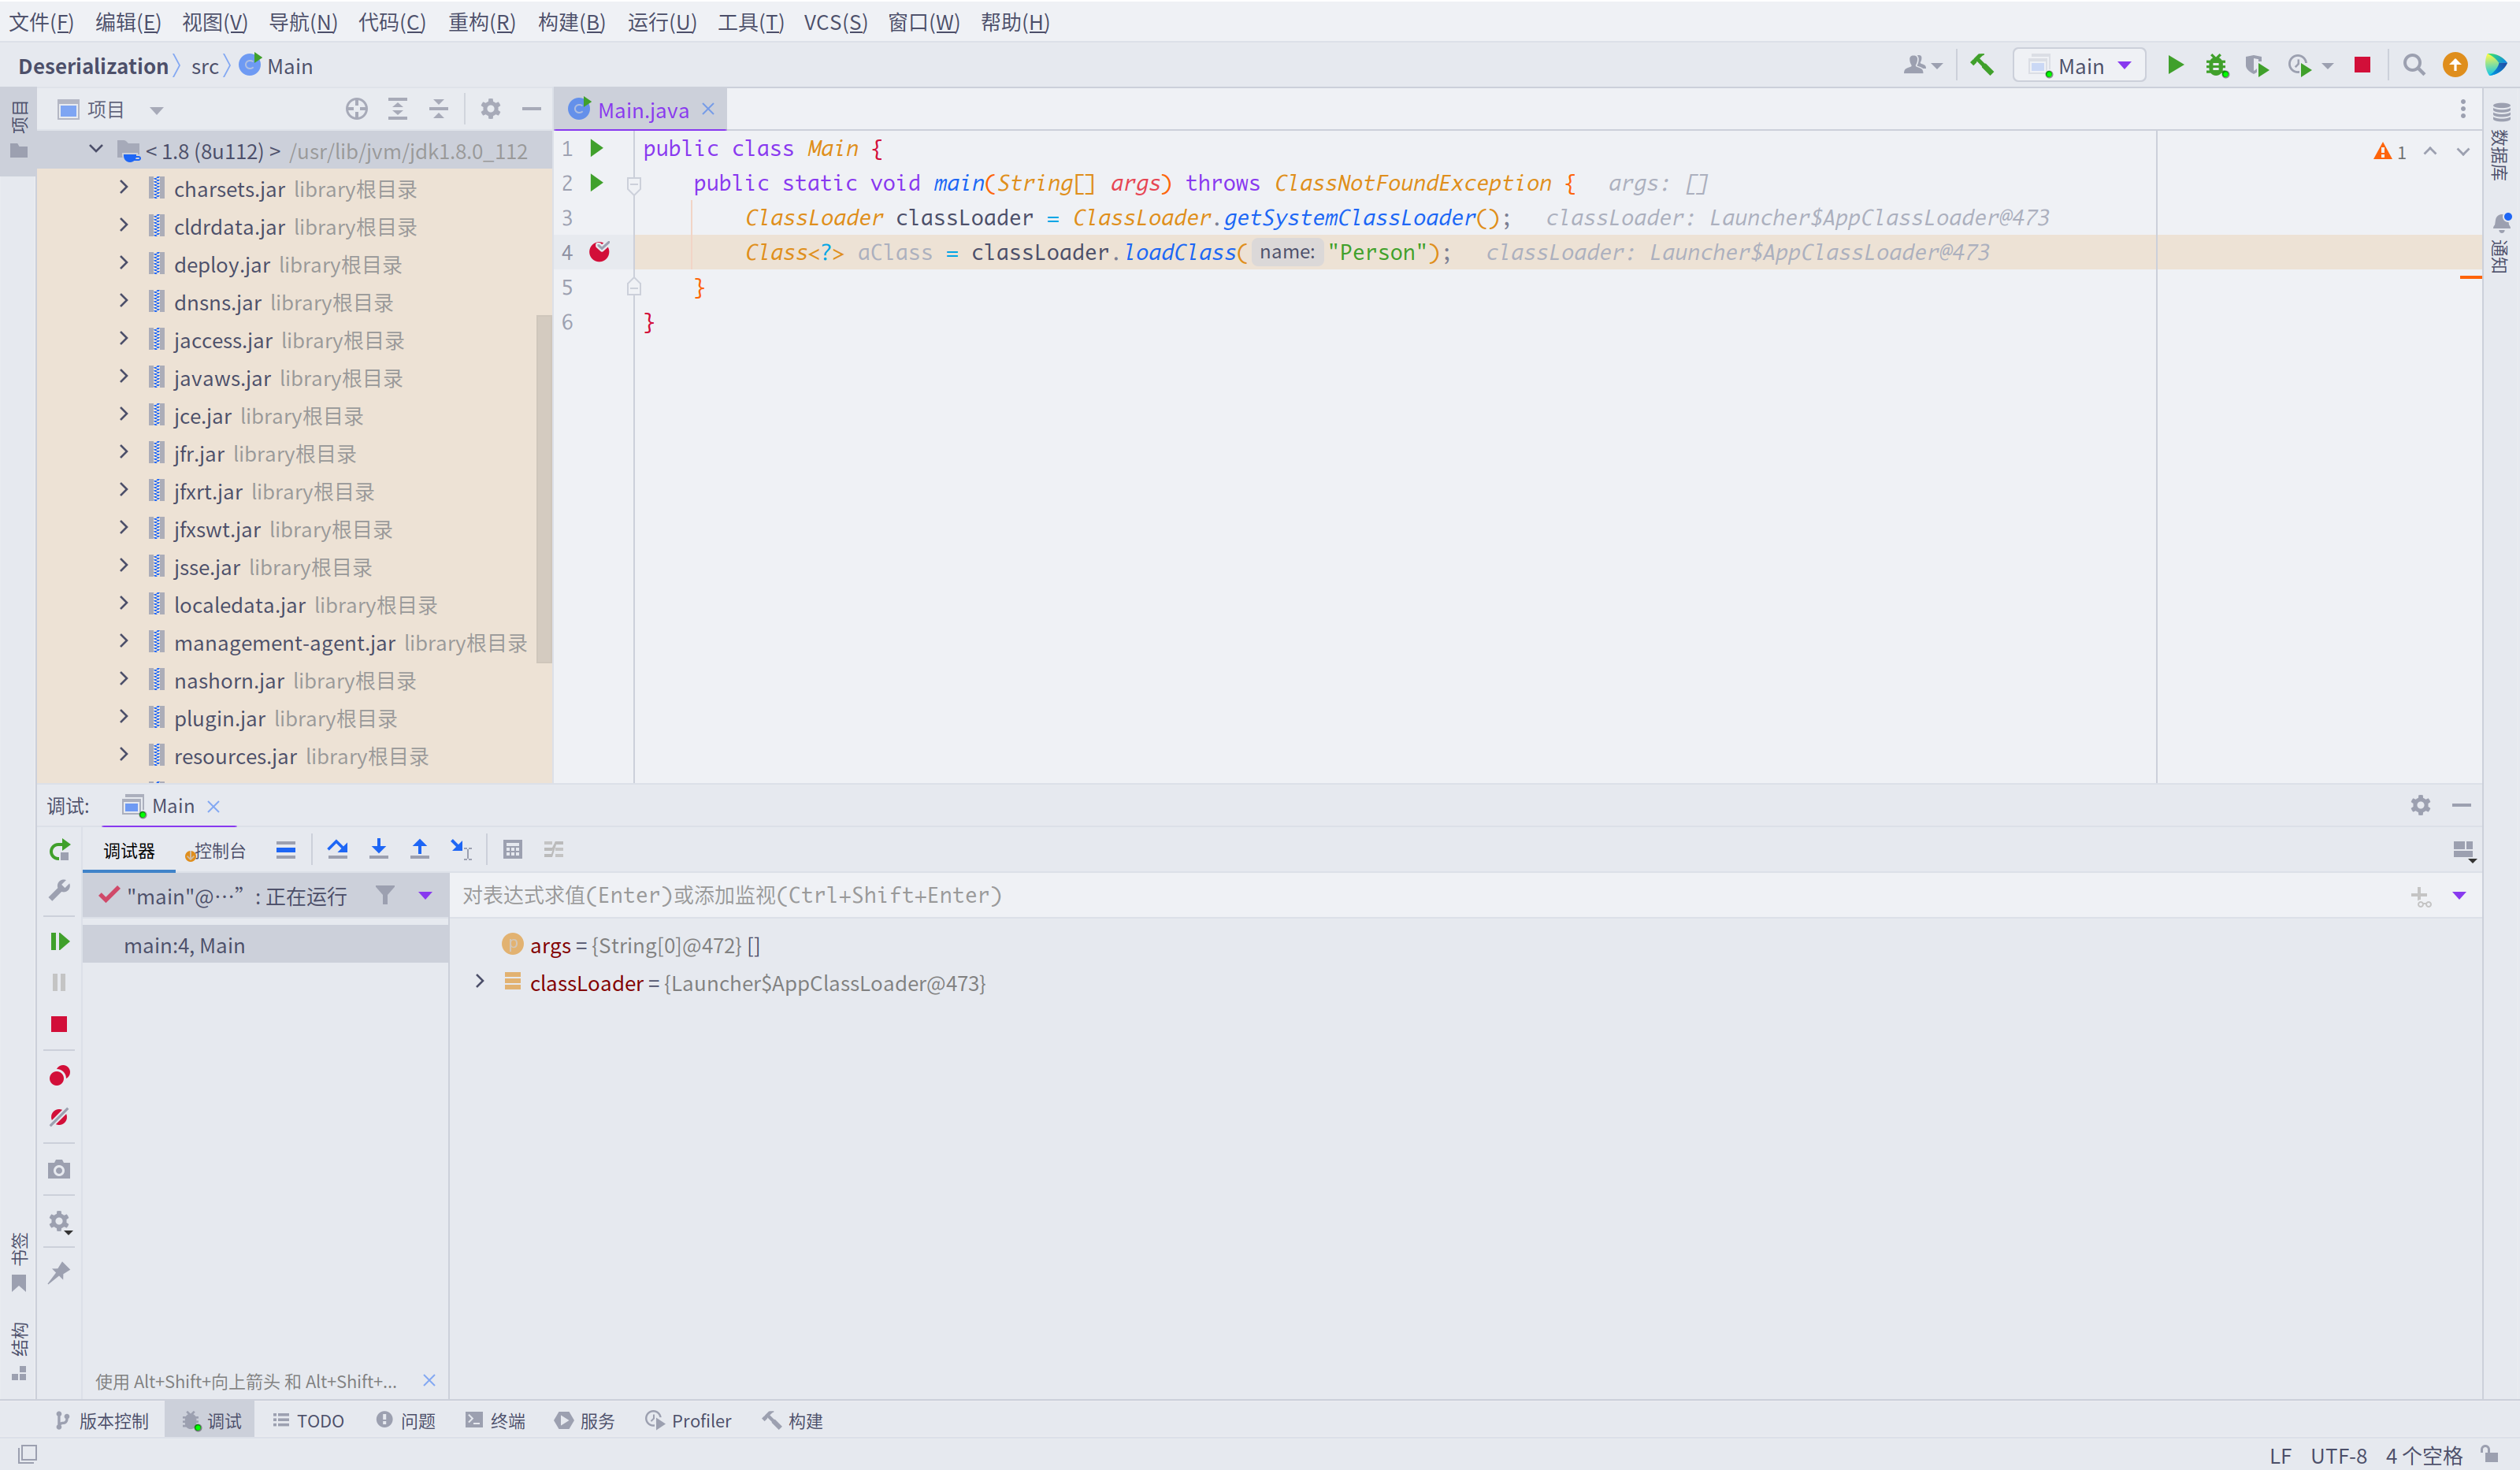 文件(F) 编辑(E) 视图(V) 导航(N) 代码(C) 重构(R) 构建(B) 运行(U) 工具(T) VCS(S) 窗口(W) 帮助(H)
Deserialization src Main
Main
项目
项目
< 1.8 (8u112) > /usr/lib/jvm/jdk1.8.0_112
charsets.jar library根目录
cldrdata.jar library根目录
deploy.jar library根目录
dnsns.jar library根目录
jaccess.jar library根目录
javaws.jar library根目录
jce.jar library根目录
jfr.jar library根目录
jfxrt.jar library根目录
jfxswt.jar library根目录
jsse.jar library根目录
localedata.jar library根目录
management-agent.jar library根目录
nashorn.jar library根目录
plugin.jar library根目录
resources.jar library根目录
Main.java
1 public class Main {
2 public static void main(String[] args) throws ClassNotFoundException { args: []
3 ClassLoader classLoader = ClassLoader.getSystemClassLoader(); classLoader: Launcher$AppClassLoader@473
4 Class<?> aClass = classLoader.loadClass( name: "Person"); classLoader: Launcher$AppClassLoader@473
5 }
6 }
1
数据库
通知
调试: Main
调试器 控制台
"main"@…” : 正在运行
main:4, Main
对表达式求值(Enter)或添加监视(Ctrl+Shift+Enter)
p args = {String[0]@472} []
classLoader = {Launcher$AppClassLoader@473}
书签
结构
使用 Alt+Shift+向上箭头 和 Alt+Shift+...
版本控制 调试 TODO 问题 终端 服务 Profiler 构建
LF UTF-8 4 个空格